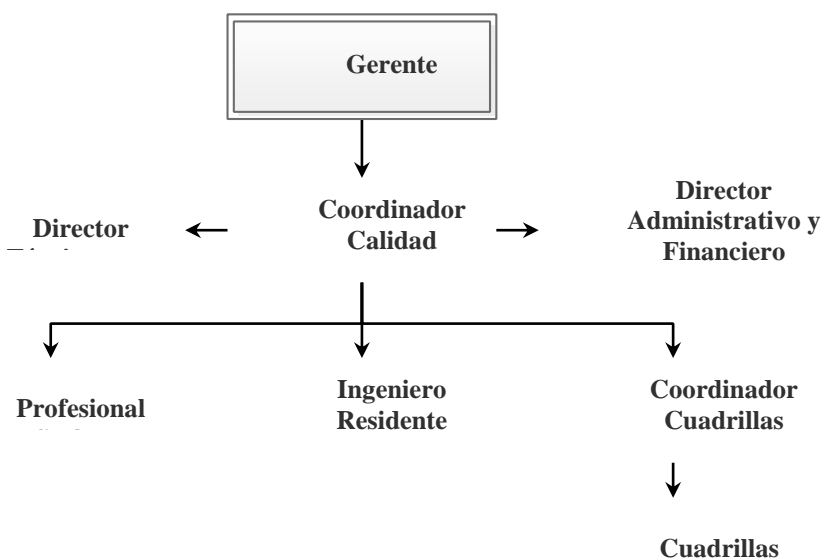 Gerente
Coordinador
Calidad
Director
Director
Administrativo y
Financiero
Profesional
Ingeniero
Residente
Coordinador
Cuadrillas
Cuadrillas